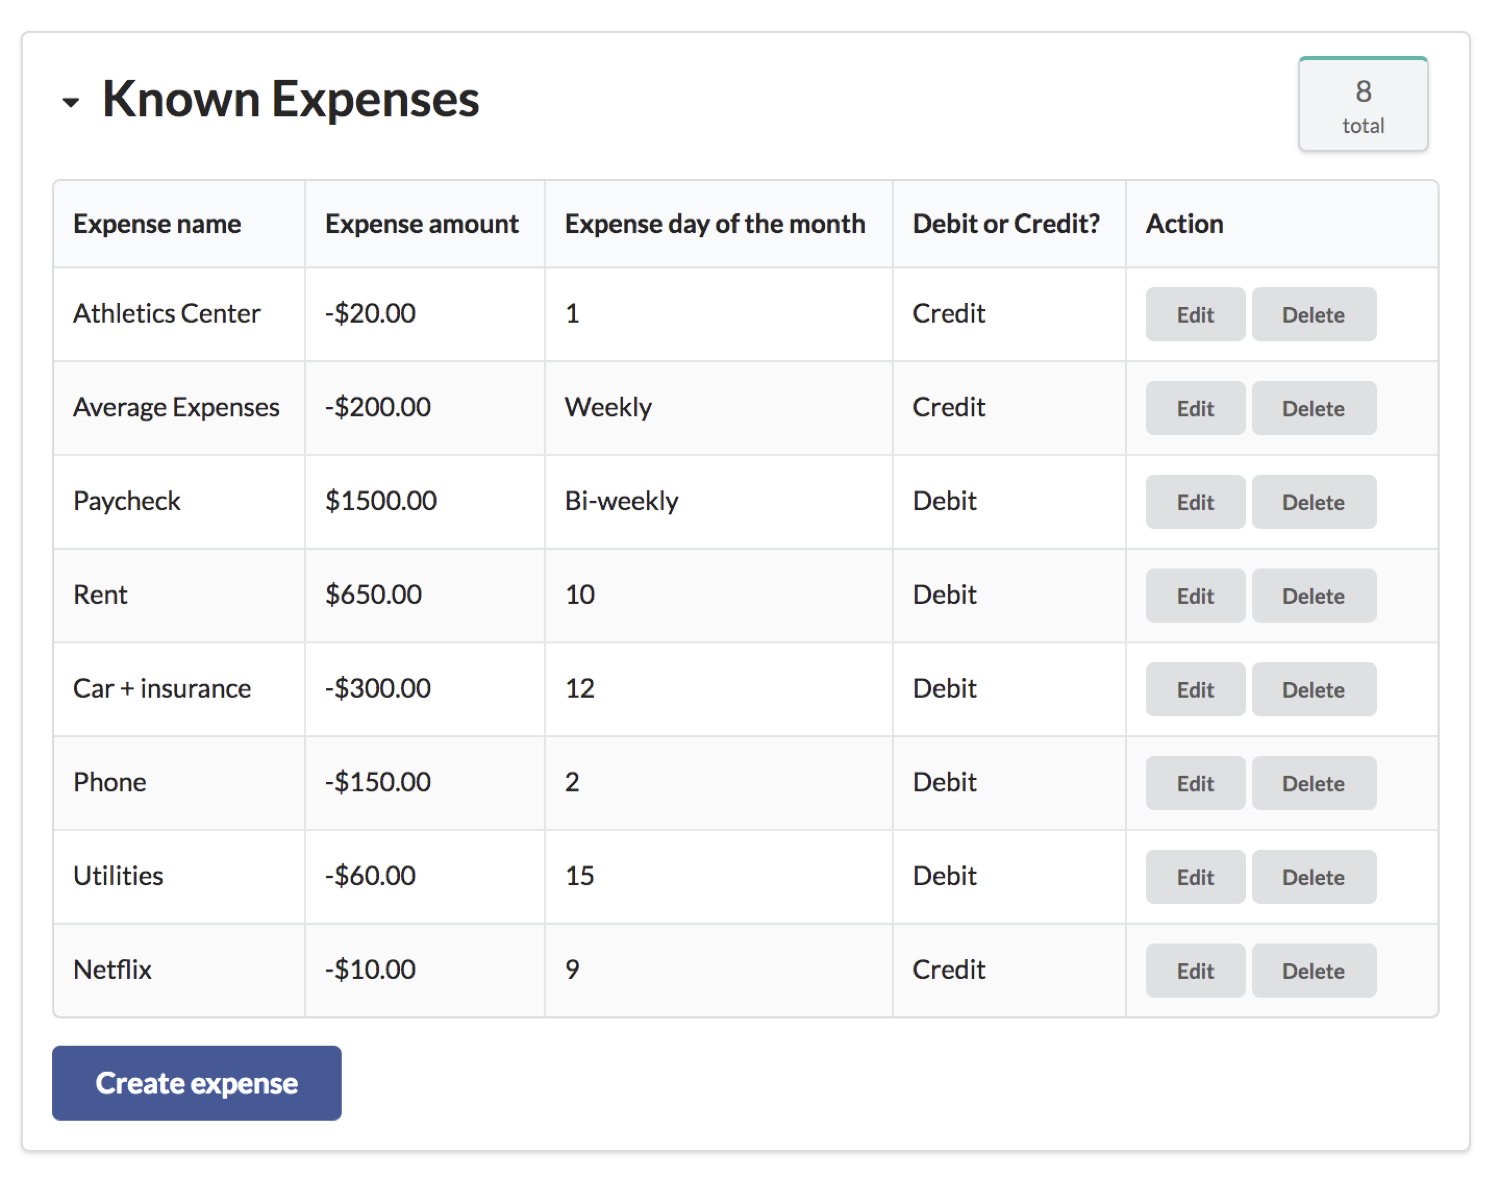 Known Expenses
8
total
Expense name Expense amount Expense day of the month Debit or Credit? Action
Athletics Center -$20.00 1 Credit Edit Delete
Average Expenses -$200.00 Weekly Credit Edit Delete
Paycheck $1500.00 Bi-weekly Debit Edit Delete
Rent $650.00 10 Debit Edit Delete
Car + insurance -$300.00 12 Debit Edit Delete
Phone -$150.00 2 Debit Edit Delete
Utilities -$60.00 15 Debit Edit Delete
Netflix -$10.00 9 Credit Edit Delete
Create expense